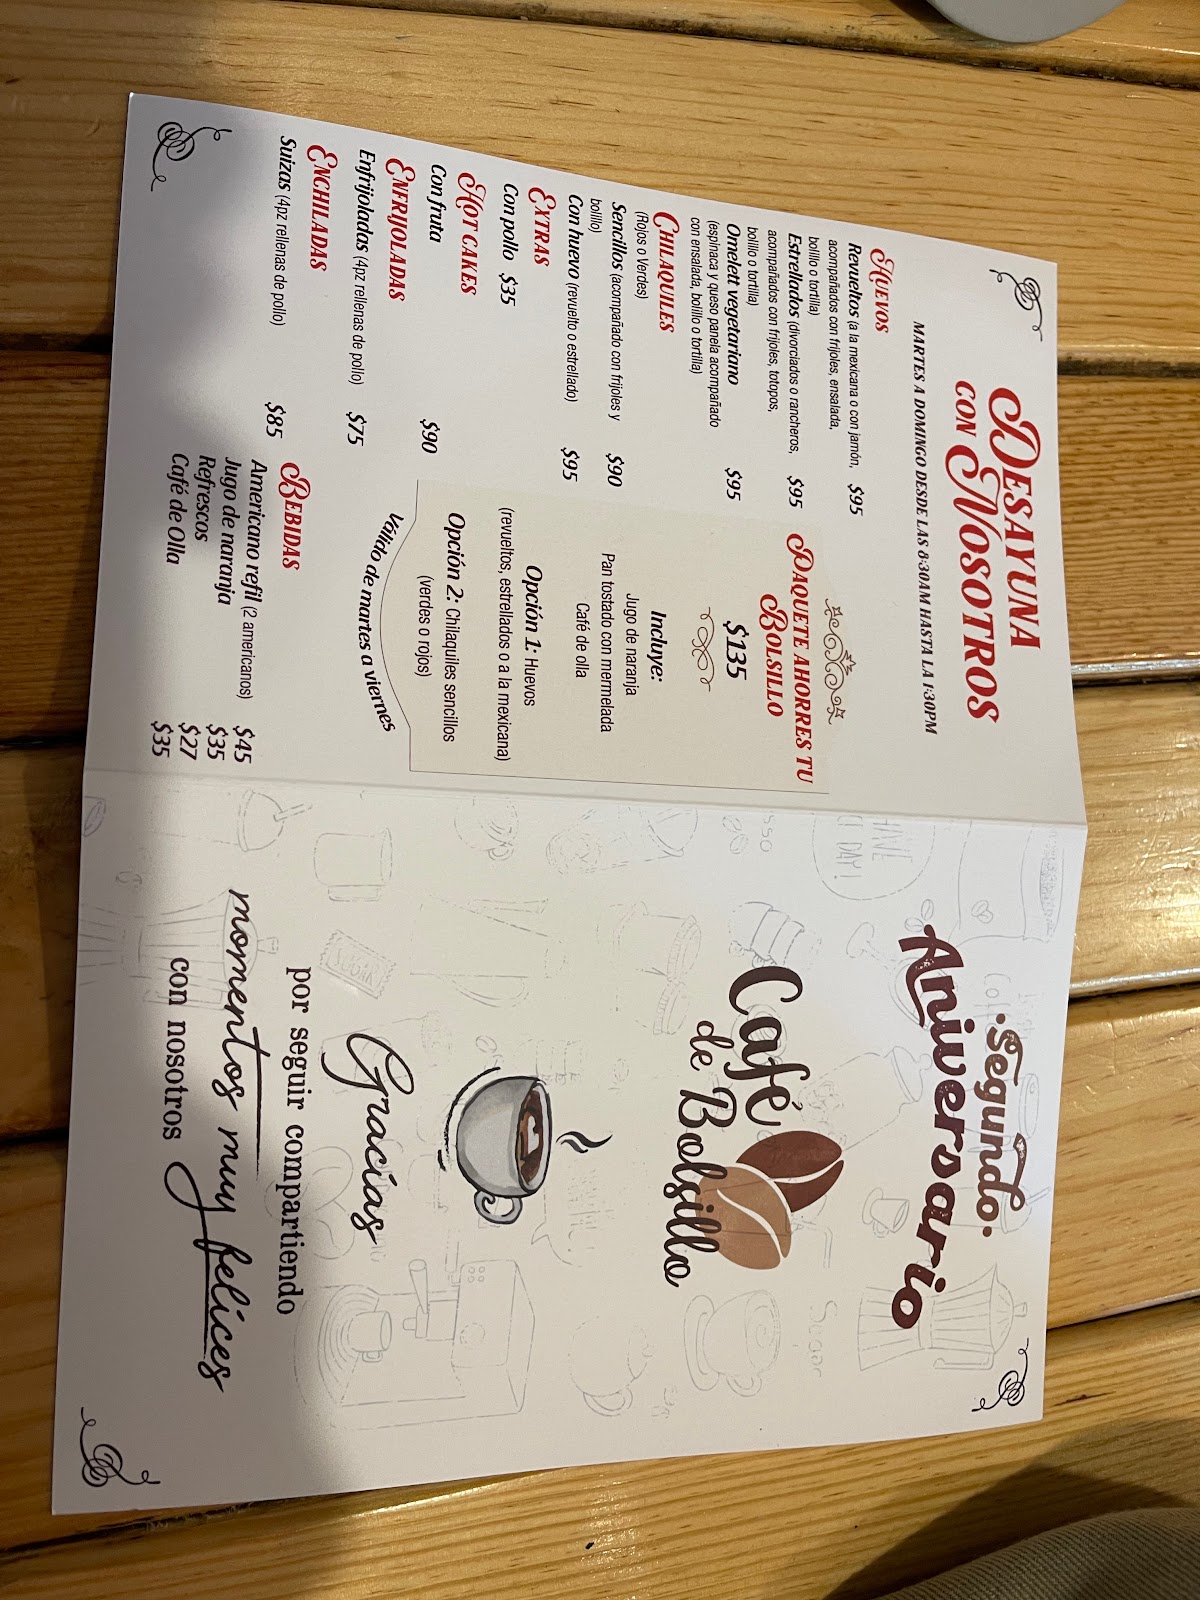 DESAYUNA
CON NOSOTROS
MARTES A DOMINGO DESDE LAS 8:30AM HASTA LA 1:30PM
HUEVOS
Revueltos (a la mexicana o con jamón, $95
acompañados con frijoles, ensalada,
bolillo o tortilla)
Estrellados (divorciados o rancheros, $95
acompañados con frijoles, totopos,
bolillo o tortilla)
Omelett vegetariano $95
(espinaca y queso panela acompañado
con ensalada, bolillo o tortilla)
CHILAQUILES
(Rojos o Verdes)
Sencillos (acompañado con frijoles y $90
bolillo)
Con huevo (revuelto o estrellado) $95
EXTRAS
Con pollo $35
HOT CAKES
Con fruta $90
ENFRIJOLADAS
Enfrijoladas (4pz rellenas de pollo) $75
ENCHILADAS
Suizas (4pz rellenas de pollo) $85
PAQUETE AHORRES TU
BOLSILLO
$135
Incluye:
Jugo de naranja
Pan tostado con mermelada
Café de olla
Opción 1: Huevos
(revueltos, estrellados o a la mexicana)
Opción 2: Chilaquiles sencillos
(verdes o rojos)
Válido de martes a viernes
BEBIDAS
Americano refil (2 americanos) $45
Jugo de naranja $35
Refrescos $27
Café de Olla $35
·Segundo·
Aniversario
Café
de Bolsillo
Gracias
por seguir compartiendo
momentos muy felices
con nosotros
HAVE
DAY!
SUGAR
Sugar